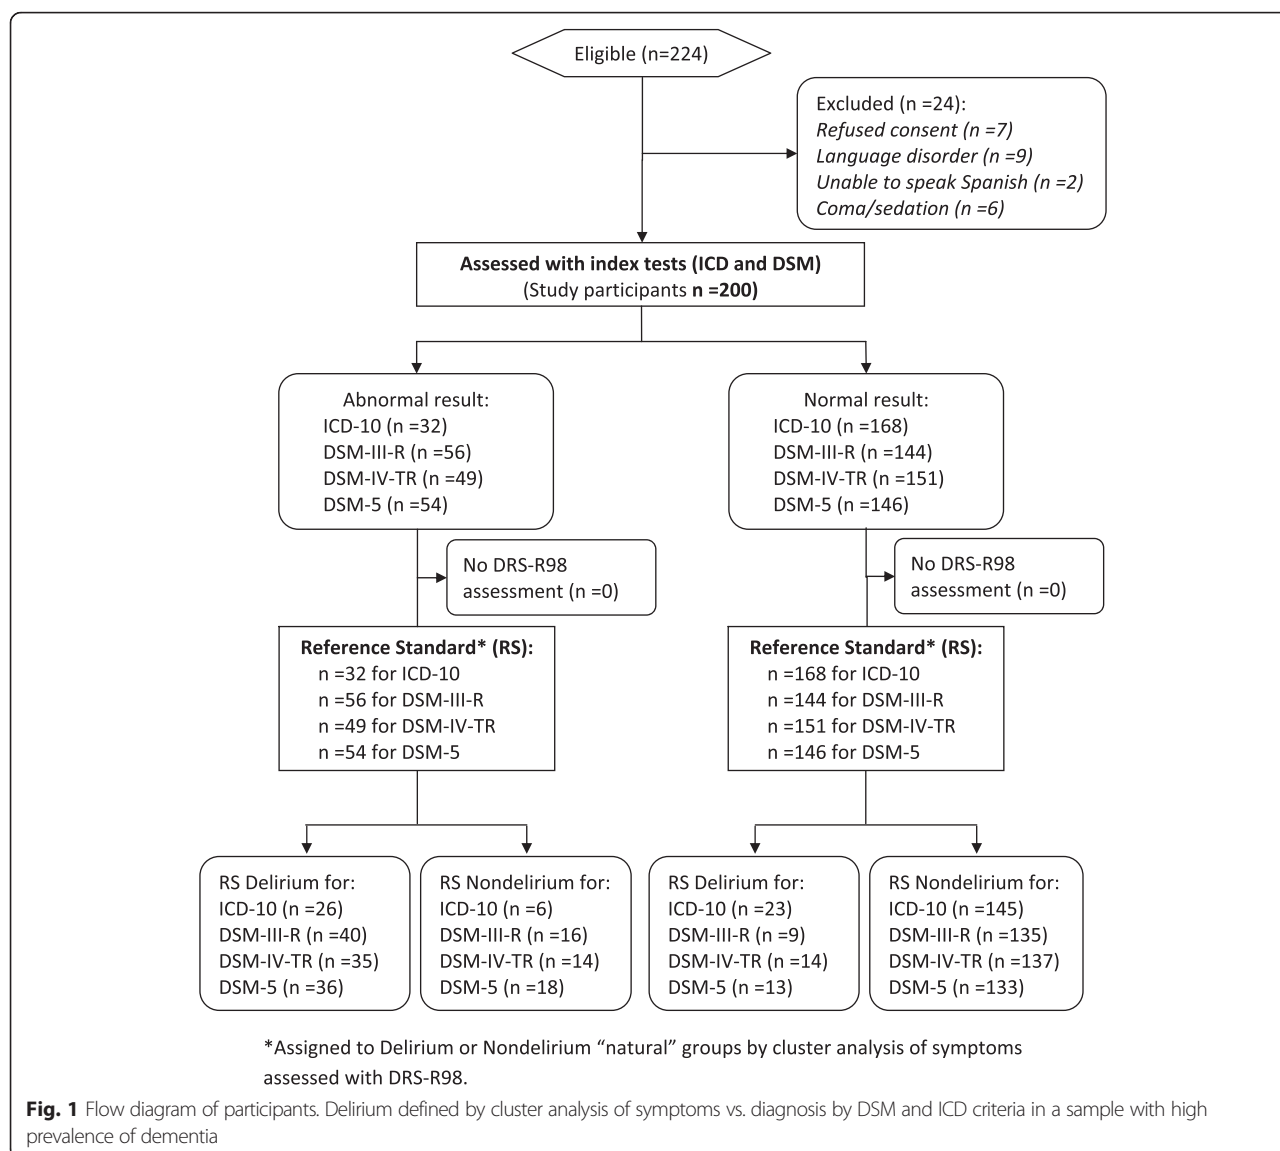 Eligible (n=224)
Excluded (n =24):
Refused consent (n =7)
Language disorder (n =9)
Unable to speak Spanish (n =2)
Coma/sedation (n =6)
Assessed with index tests (ICD and DSM)
(Study participants n =200)
Abnormal result:
ICD-10 (n =32)
DSM-III-R (n =56)
DSM-IV-TR (n =49)
DSM-5 (n =54)
Normal result:
ICD-10 (n =168)
DSM-III-R (n =144)
DSM-IV-TR (n =151)
DSM-5 (n =146)
No DRS-R98
assessment (n =0)
No DRS-R98
assessment (n =0)
Reference Standard* (RS):
n =32 for ICD-10
n =56 for DSM-III-R
n =49 for DSM-IV-TR
n =54 for DSM-5
Reference Standard* (RS):
n =168 for ICD-10
n =144 for DSM-III-R
n =151 for DSM-IV-TR
n =146 for DSM-5
RS Delirium for:
ICD-10 (n =26)
DSM-III-R (n =40)
DSM-IV-TR (n =35)
DSM-5 (n =36)
RS Nondelirium for:
ICD-10 (n =6)
DSM-III-R (n =16)
DSM-IV-TR (n =14)
DSM-5 (n =18)
RS Delirium for:
ICD-10 (n =23)
DSM-III-R (n =9)
DSM-IV-TR (n =14)
DSM-5 (n =13)
RS Nondelirium for:
ICD-10 (n =145)
DSM-III-R (n =135)
DSM-IV-TR (n =137)
DSM-5 (n =133)
*Assigned to Delirium or Nondelirium “natural” groups by cluster analysis of symptoms
assessed with DRS-R98.
Fig. 1 Flow diagram of participants. Delirium defined by cluster analysis of symptoms vs. diagnosis by DSM and ICD criteria in a sample with high
prevalence of dementia